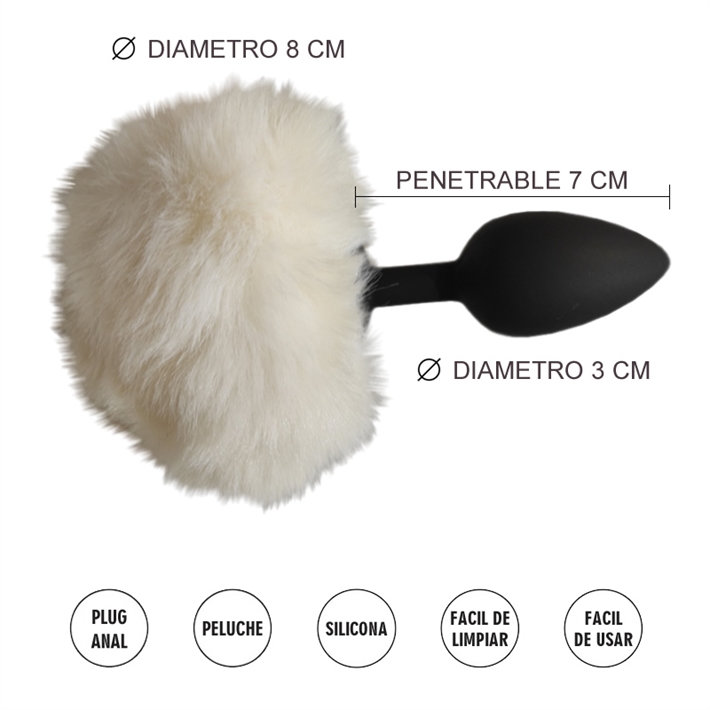 Ø DIAMETRO 8 CM
PENETRABLE 7 CM
Ø DIAMETRO 3 CM
PLUG
ANAL
PELUCHE
SILICONA
FACIL DE
LIMPIAR
FACIL
DE USAR